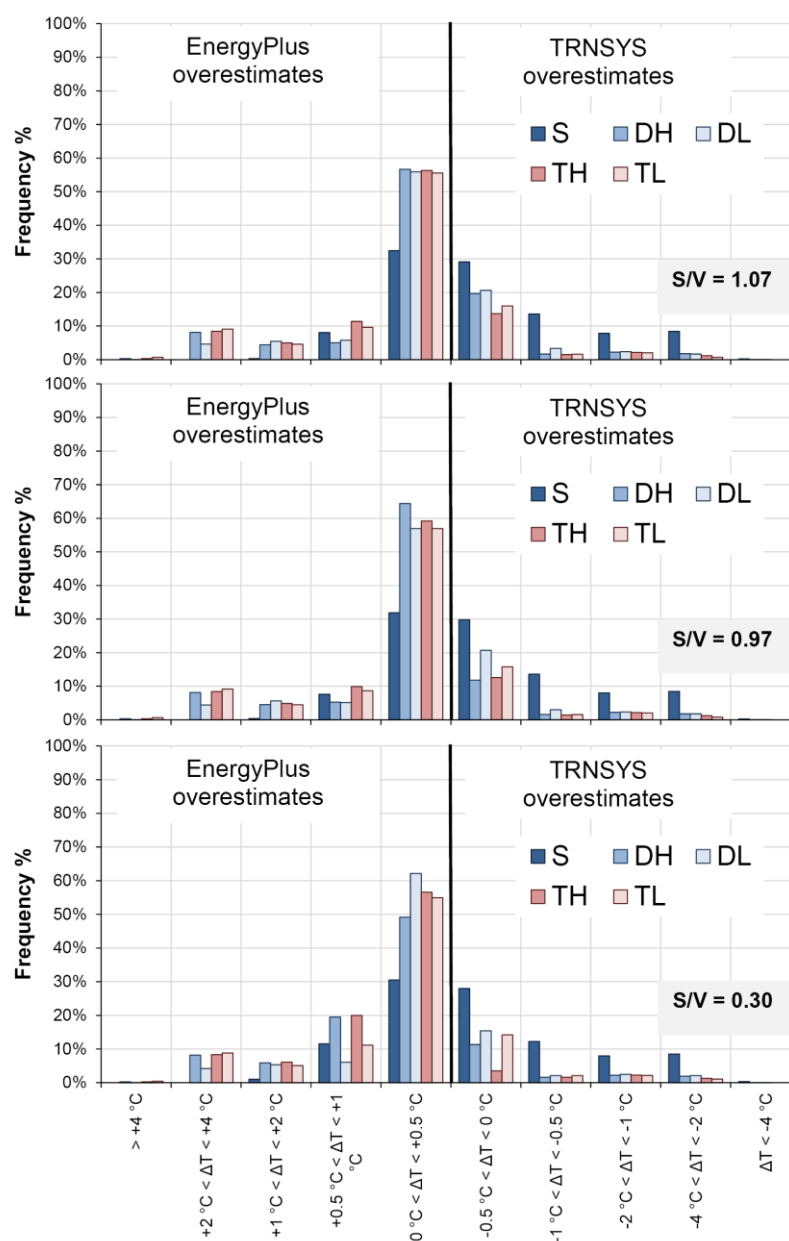 100%
90%
80%
70%
60%
50%
40%
30%
20%
10%
0%
Frequency %
EnergyPlus
overestimates
TRNSYS
overestimates
S DH DL
TH TL
S/V = 1.07
100%
90%
80%
70%
60%
50%
40%
30%
20%
10%
0%
Frequency %
EnergyPlus
overestimates
TRNSYS
overestimates
S DH DL
TH TL
S/V = 0.97
100%
90%
80%
70%
60%
50%
40%
30%
20%
10%
0%
Frequency %
EnergyPlus
overestimates
TRNSYS
overestimates
S DH DL
TH TL
S/V = 0.30
> +4 °C
+2 °C < ΔT < +4 °C
+1 °C < ΔT < +2 °C
+0.5 °C < ΔT < +1
°C
0 °C < ΔT < +0.5 °C
-0.5 °C < ΔT < 0 °C
-1 °C < ΔT < -0.5 °C
-2 °C < ΔT < -1 °C
-4 °C < ΔT < -2 °C
ΔT < -4 °C